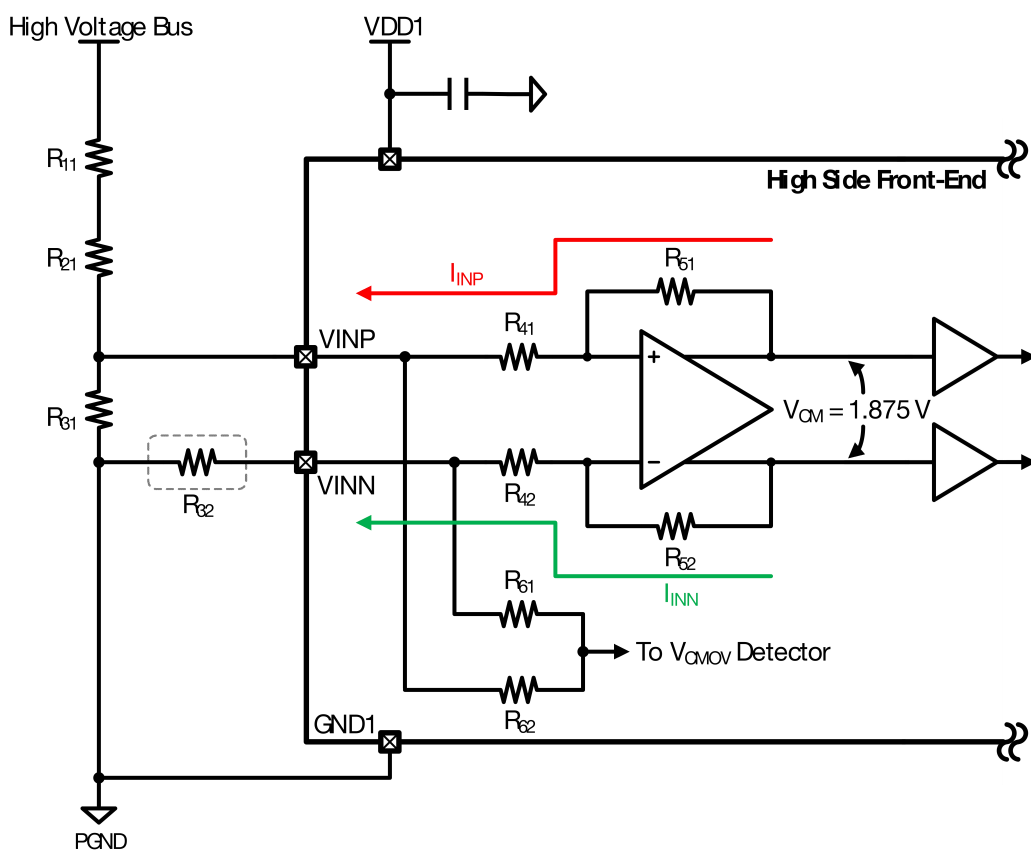 High Voltage Bus
VDD1
R11
High Side Front-End
R21
IINP
R51
VINP
R41
+
R31
VCM = 1.875 V
−
VINN
R32
R42
R52
R61
IINN
To VCMOV Detector
GND1
R62
PGND